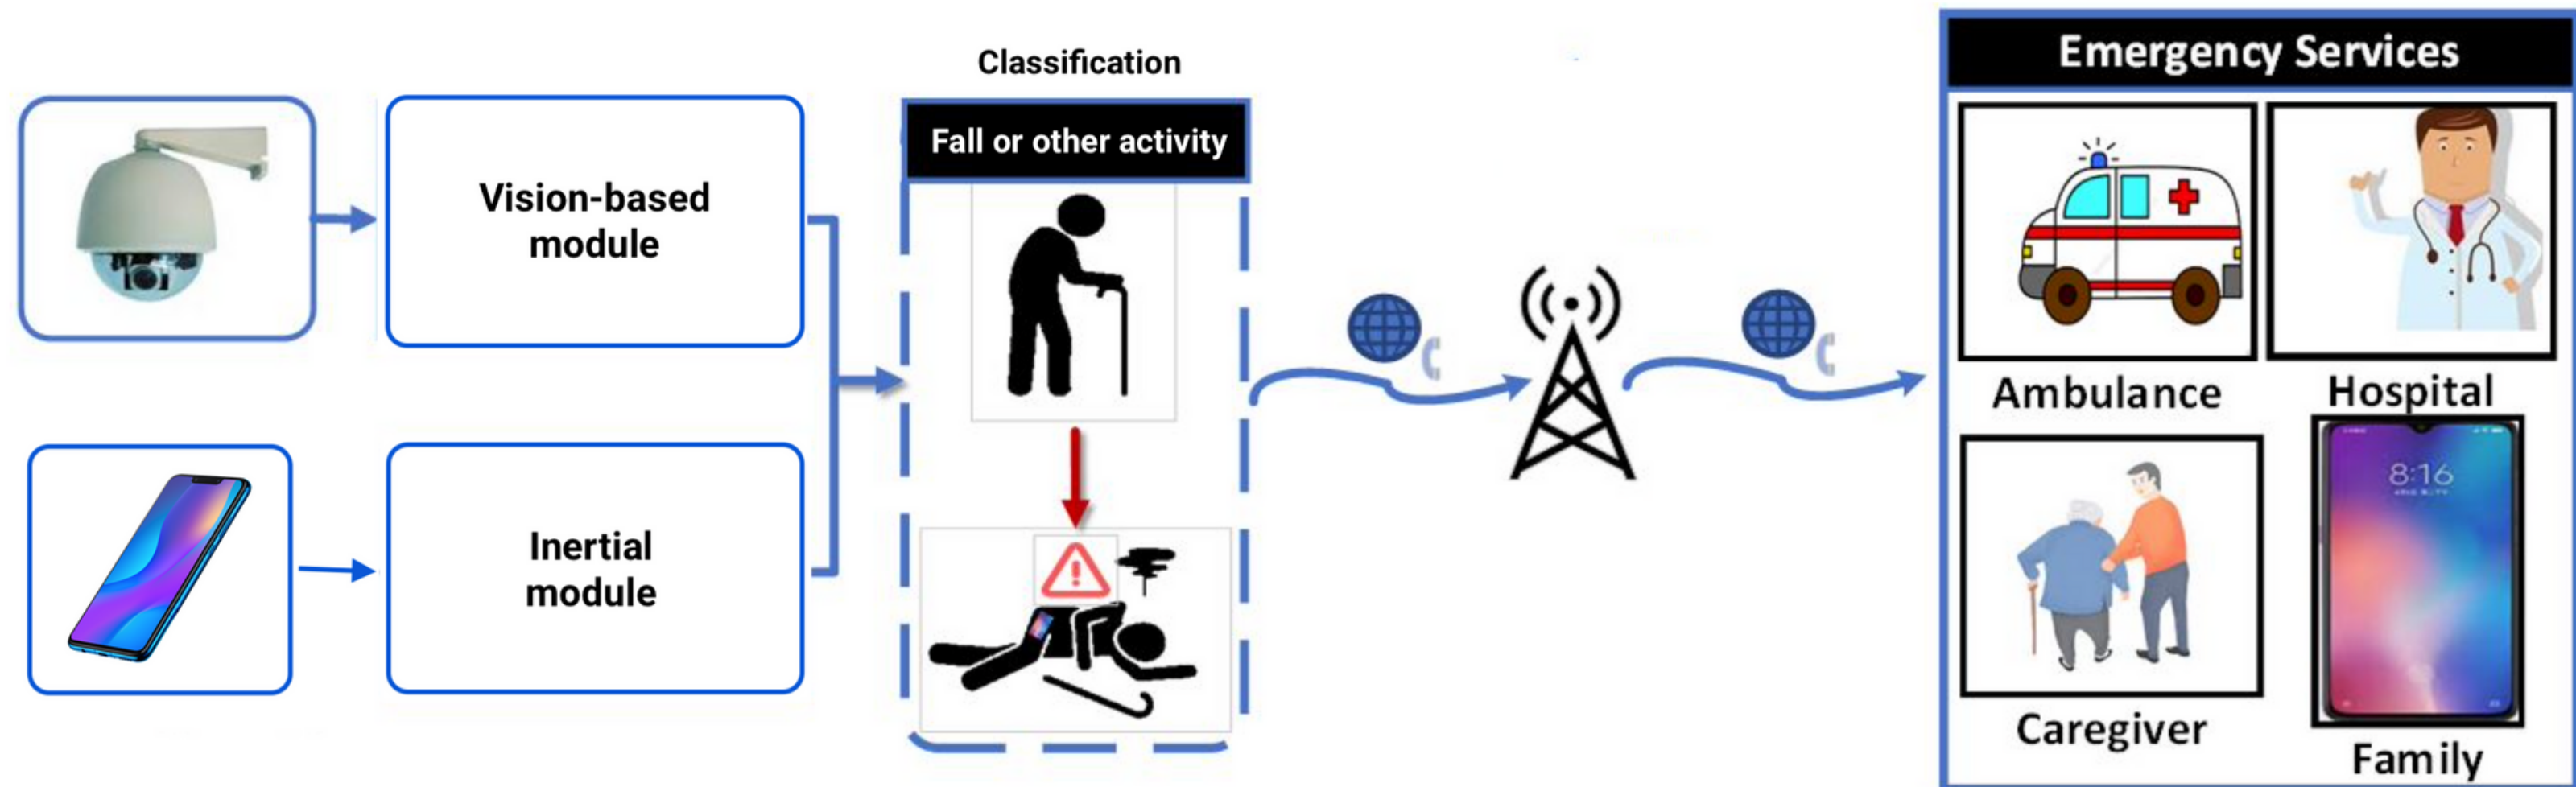 Classification
Fall or other activity
Vision-based
module
Inertial
module
Emergency Services
Ambulance
Hospital
8:16
Caregiver
Family